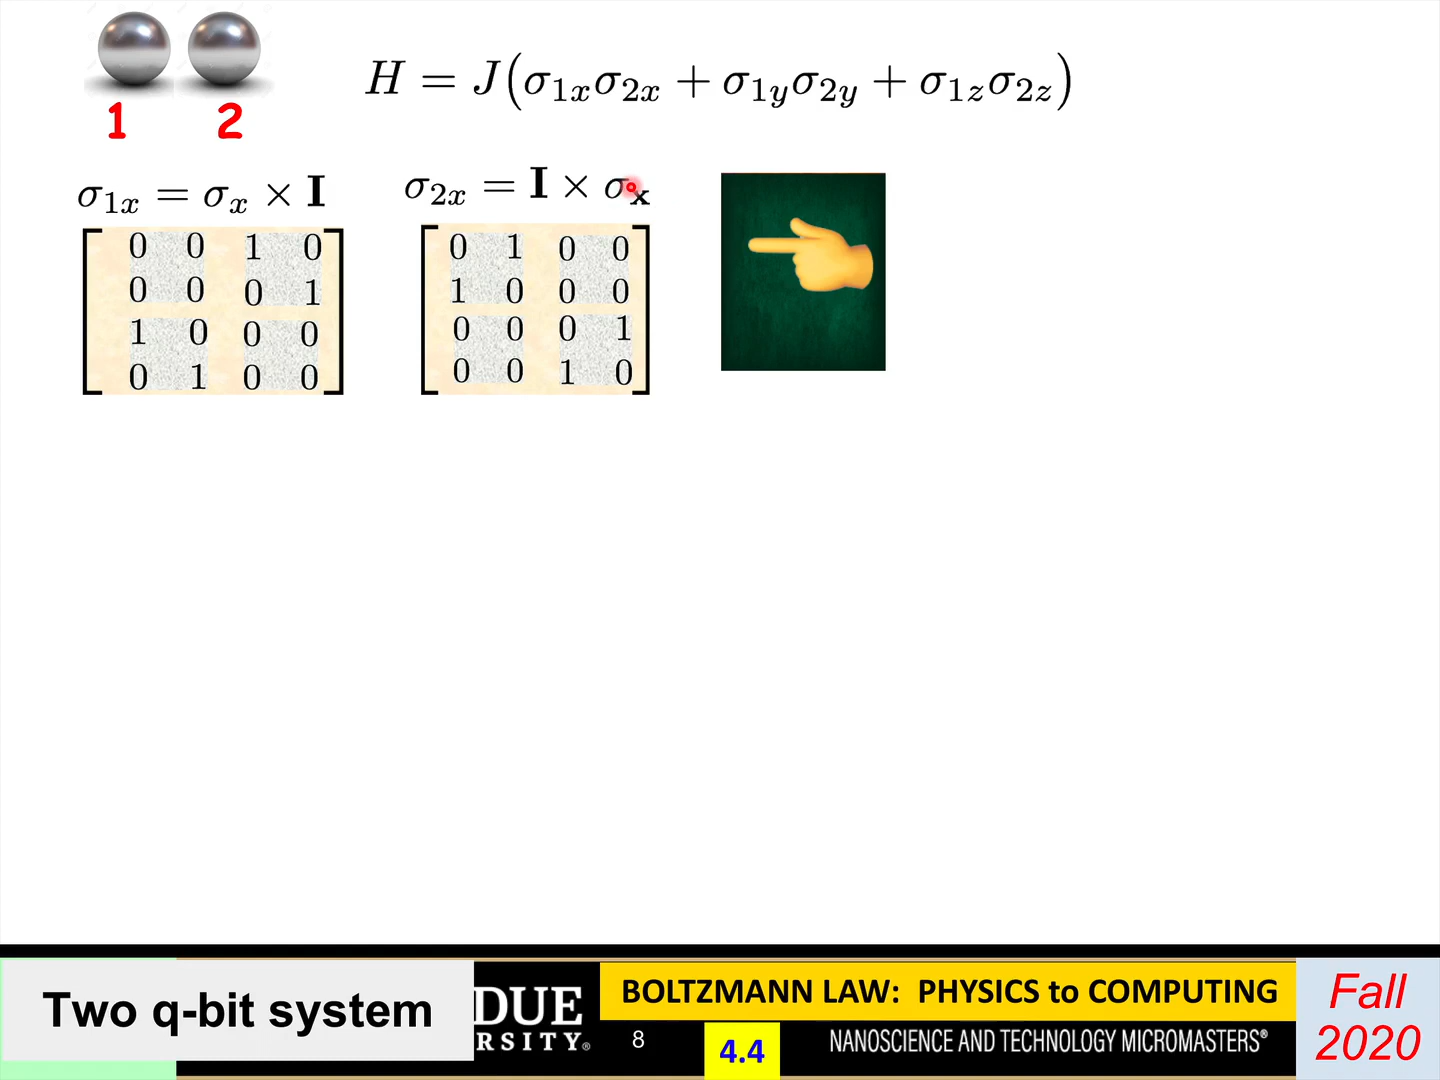 H = J(σ1xσ2x + σ1yσ2y + σ1zσ2z)
1 2
σ1x = σx × I
σ2x = I × σx
0 0 1 0
0 0 0 1
1 0 0 0
0 1 0 0
0 1 0 0
1 0 0 0
0 0 0 1
0 0 1 0
Two q-bit system
DUE
RSITY®
8
BOLTZMANN LAW: PHYSICS to COMPUTING
4.4
NANOSCIENCE AND TECHNOLOGY MICROMASTERS®
Fall
2020